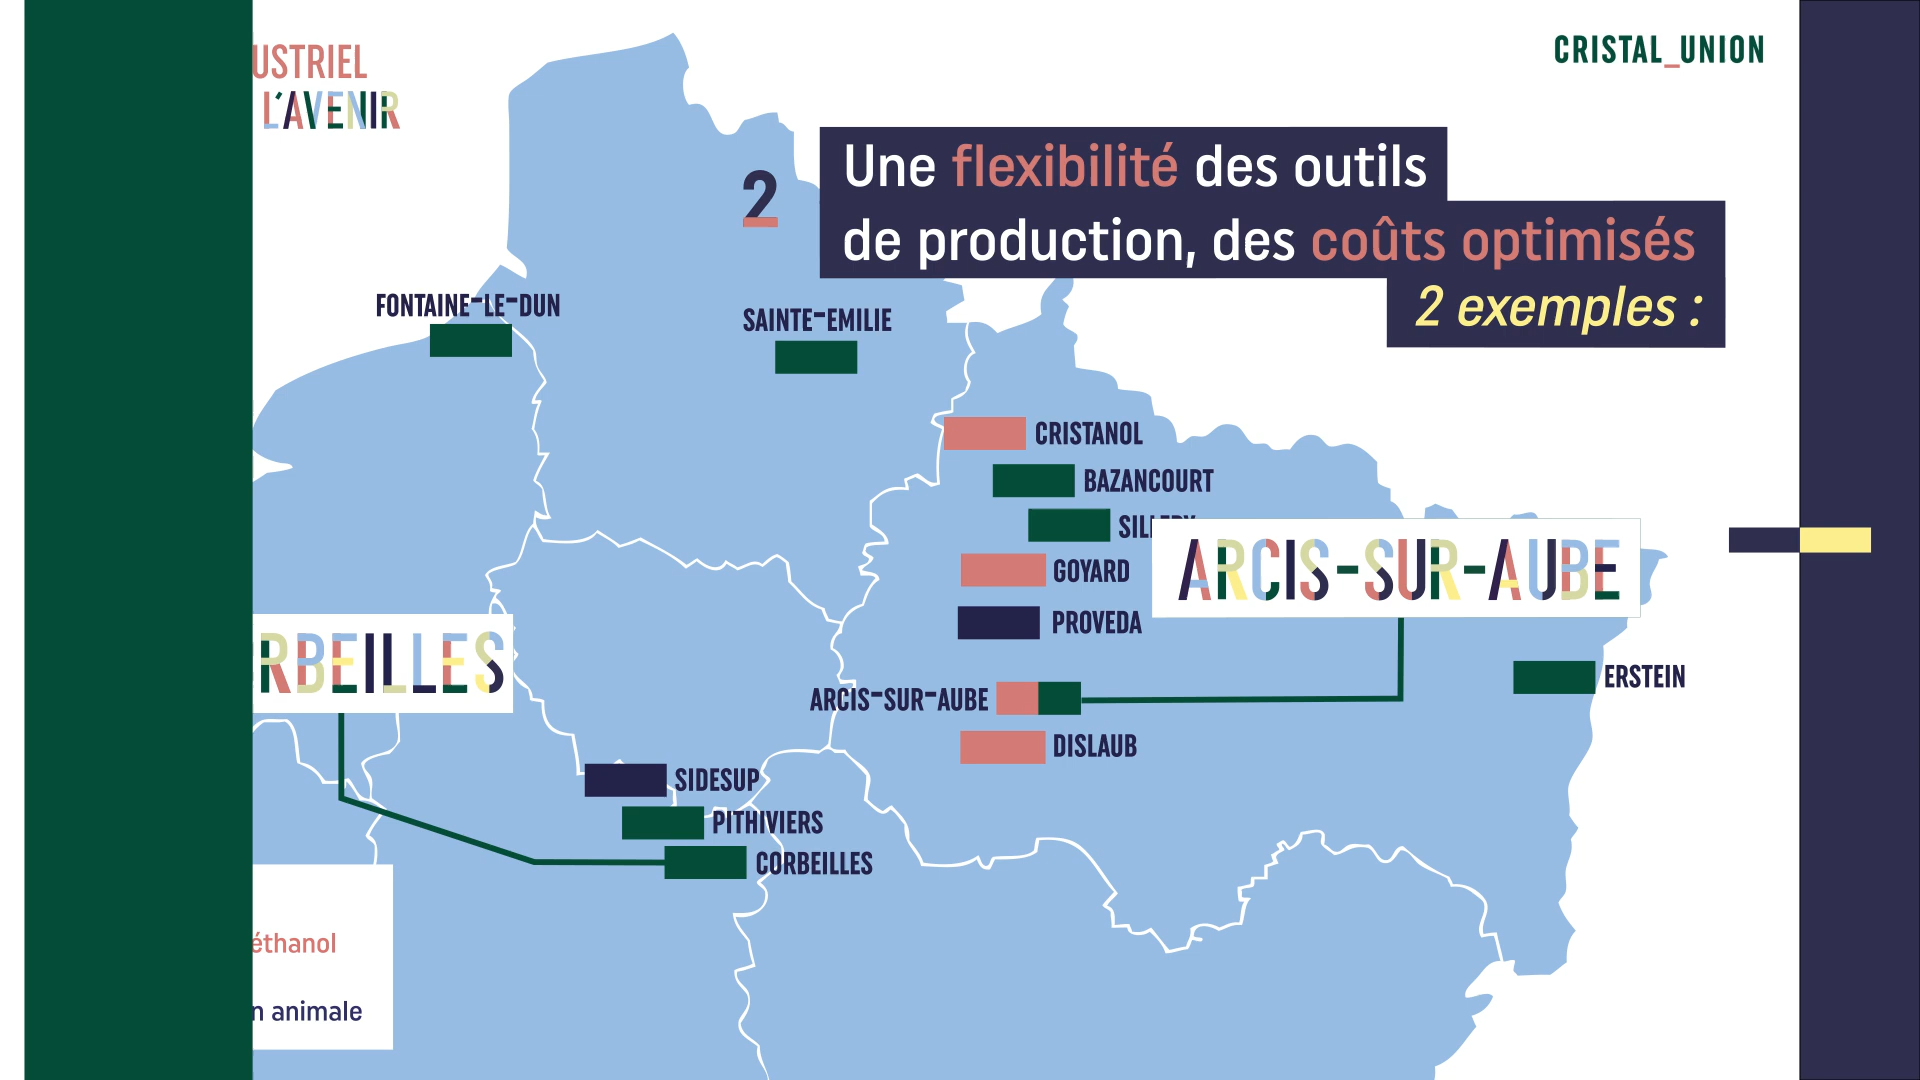 USTRIEL
L'AVENIR
CRISTAL_UNION
2
Une flexibilité des outils
de production, des coûts optimisés
2 exemples :
FONTAINE-LE-DUN
SAINTE-EMILIE
CRISTANOL
BAZANCOURT
SILLERY
GOYARD
ARCIS-SUR-AUBE
PROVEDA
RBEILLES
ERSTEIN
ARCIS-SUR-AUBE
DISLAUB
SIDESUP
PITHIVIERS
CORBEILLES
éthanol
n animale